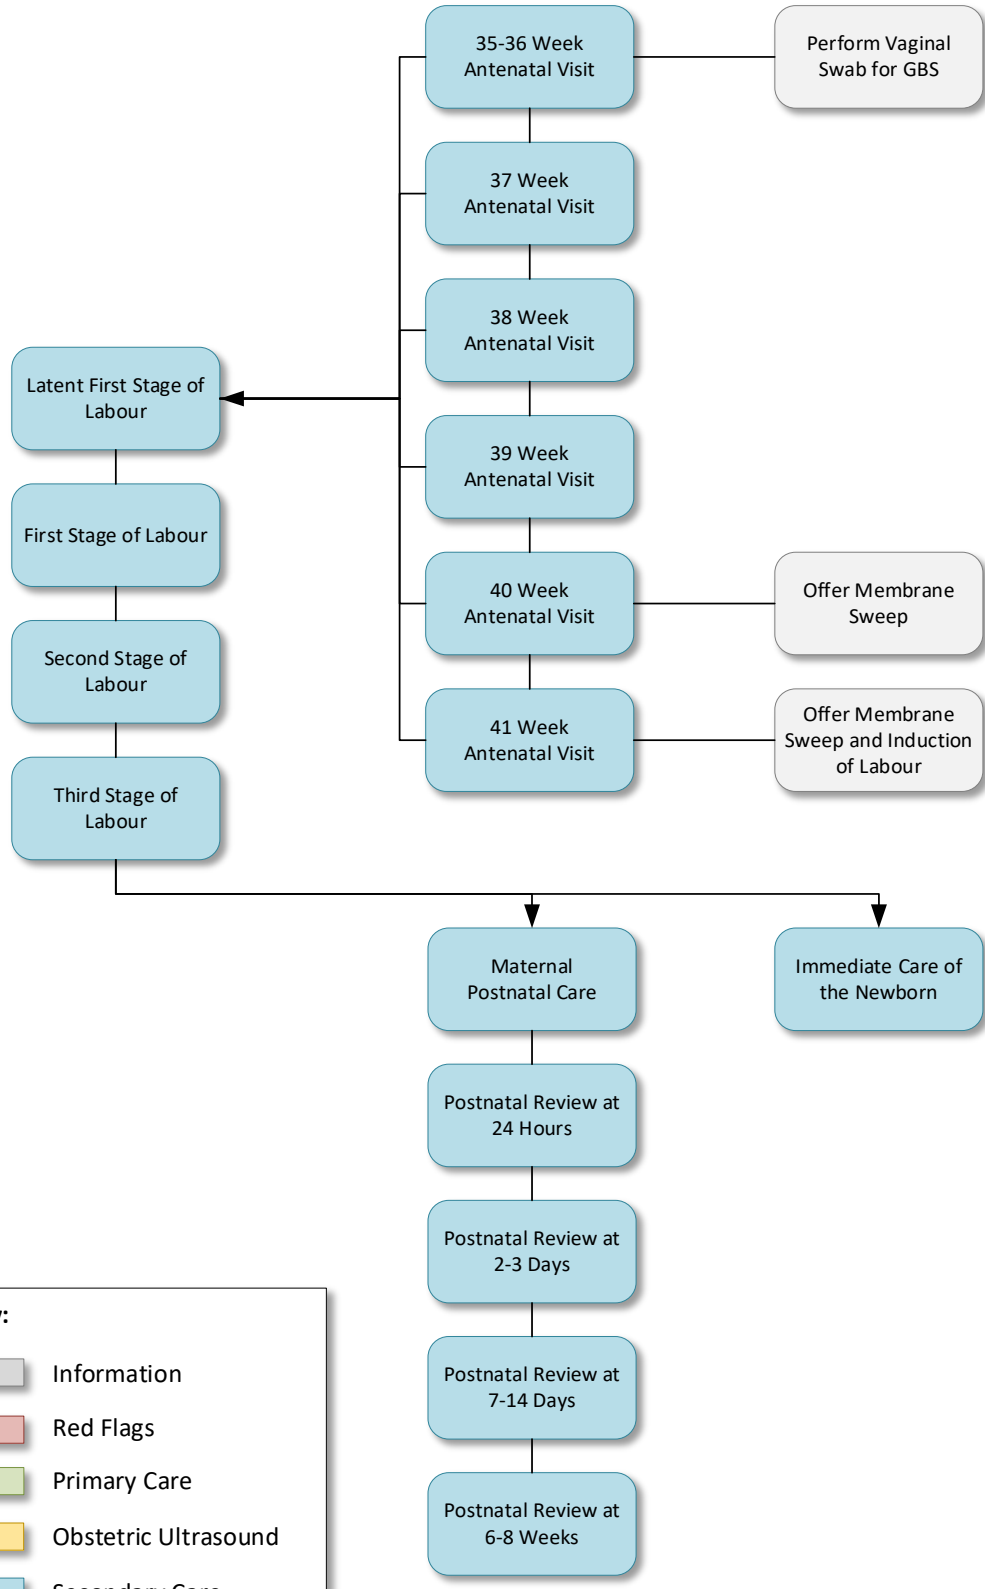 35-36 Week
Antenatal Visit
Perform Vaginal
Swab for GBS
37 Week
Antenatal Visit
38 Week
Antenatal Visit
Latent First Stage of
Labour
39 Week
Antenatal Visit
First Stage of Labour
40 Week
Antenatal Visit
Offer Membrane
Sweep
Second Stage of
Labour
41 Week
Antenatal Visit
Offer Membrane
Sweep and Induction
of Labour
Third Stage of
Labour
Maternal
Postnatal Care
Immediate Care of
the Newborn
Postnatal Review at
24 Hours
Postnatal Review at
2-3 Days
Postnatal Review at
7-14 Days
Postnatal Review at
6-8 Weeks
y:
Information
Red Flags
Primary Care
Obstetric Ultrasound
Secondary Care